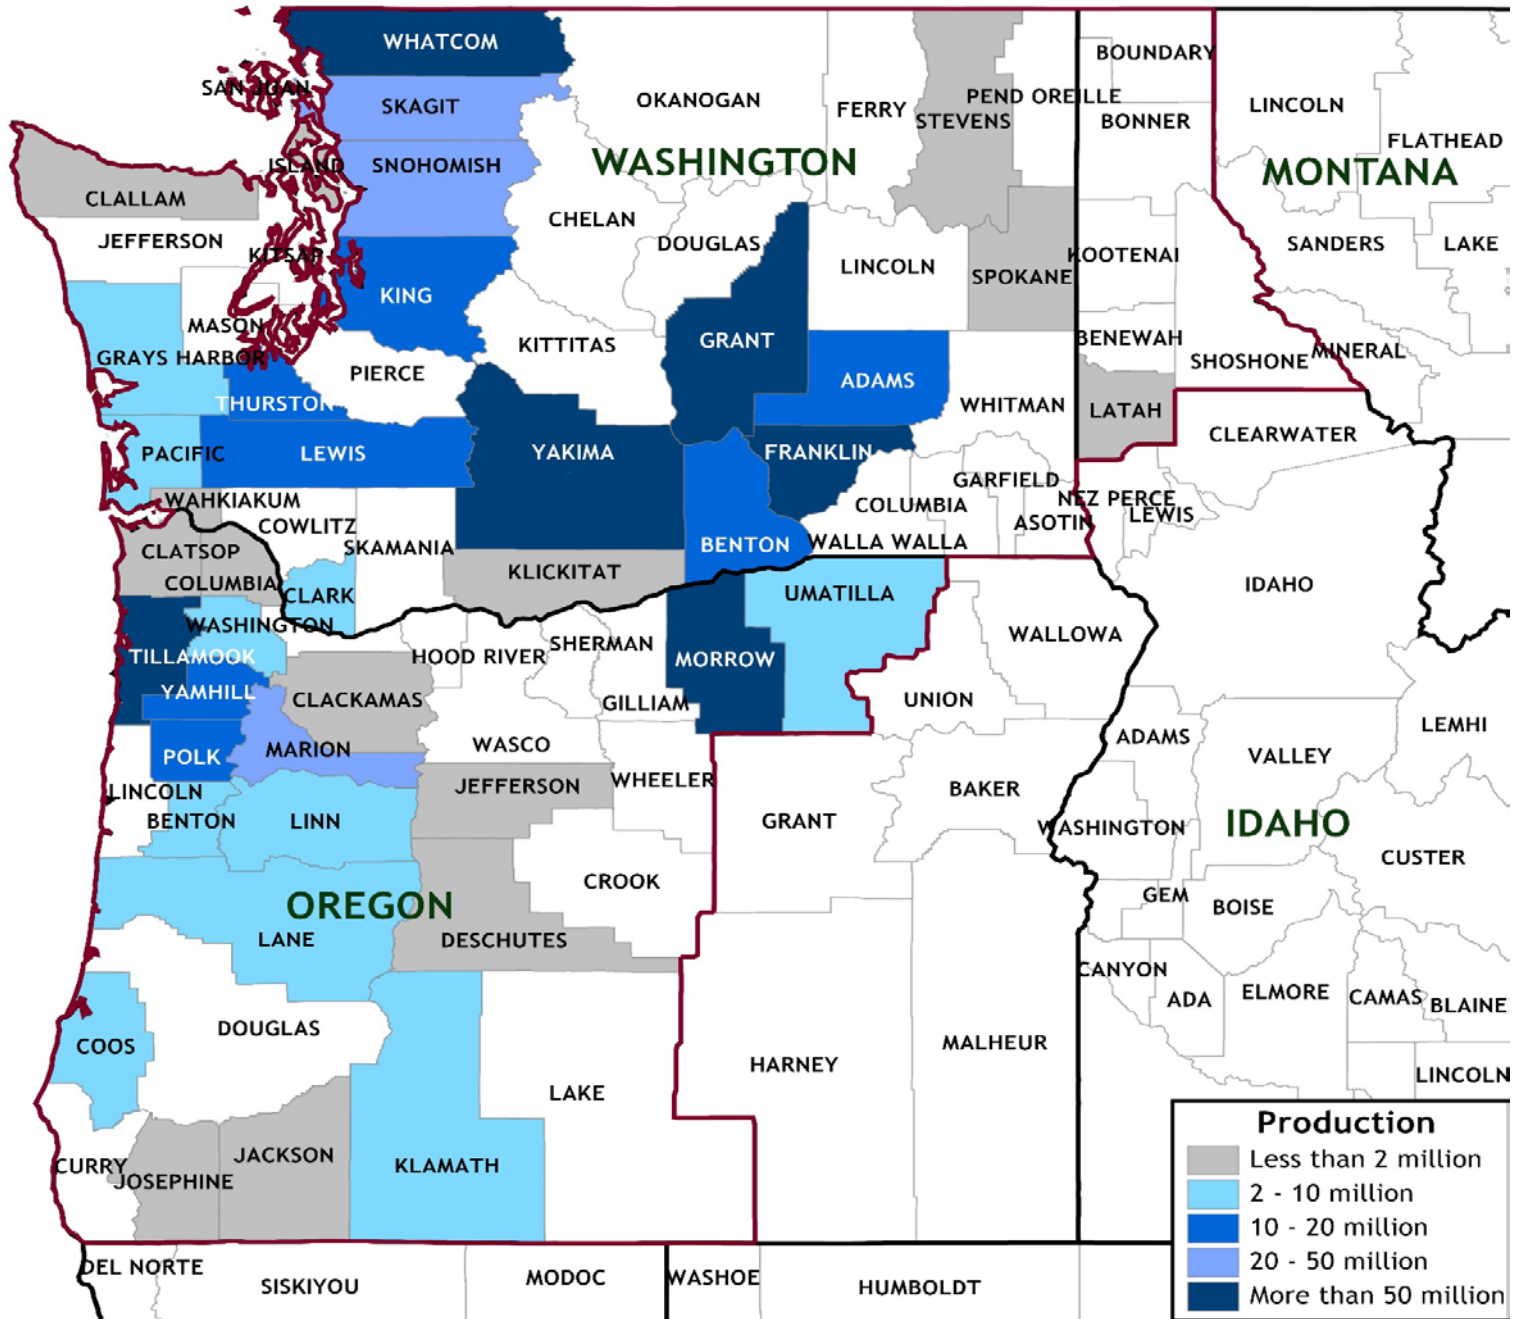 WHATCOM
BOUNDARY
SAN JUAN
SKAGIT
OKANOGAN
FERRY
PEND OREILLE
STEVENS
BONNER
LINCOLN
FLATHEAD
ISLAND
SNOHOMISH
WASHINGTON
MONTANA
CLALLAM
CHELAN
JEFFERSON
KITSAP
DOUGLAS
LINCOLN
KOOTENAI
SANDERS
LAKE
SPOKANE
KING
MASON
GRANT
BENEWAH
KITTITAS
SHOSHONE
MINERAL
GRAYS HARBOR
PIERCE
ADAMS
THURSTON
WHITMAN
LATAH
CLEARWATER
PACIFIC
LEWIS
YAKIMA
FRANKLIN
GARFIELD
WAHKIAKUM
COLUMBIA
NEZ PERCE
LEWIS
COWLITZ
ASOTIN
SKAMANIA
BENTON
WALLA WALLA
CLATSOP
KLICKITAT
COLUMBIA
CLARK
UMATILLA
IDAHO
WASHINGTON
SHERMAN
WALLOWA
TILLAMOOK
HOOD RIVER
MORROW
YAMHILL
CLACKAMAS
GILLIAM
UNION
LEMHI
POLK
MARION
WASCO
ADAMS
VALLEY
LINCOLN
JEFFERSON
WHEELER
BAKER
BENTON
LINN
GRANT
WASHINGTON
IDAHO
CUSTER
CROOK
GEM
OREGON
BOISE
LANE
DESCHUTES
CANYON
ADA
ELMORE
CAMAS
BLAINE
DOUGLAS
COOS
MALHEUR
HARNEY
LINCOLN
LAKE
CURRY
JOSEPHINE
JACKSON
KLAMATH
Production
Less than 2 million
2 - 10 million
10 - 20 million
20 - 50 million
More than 50 million
DEL NORTE
SISKIYOU
MODOC
WASHOE
HUMBOLDT